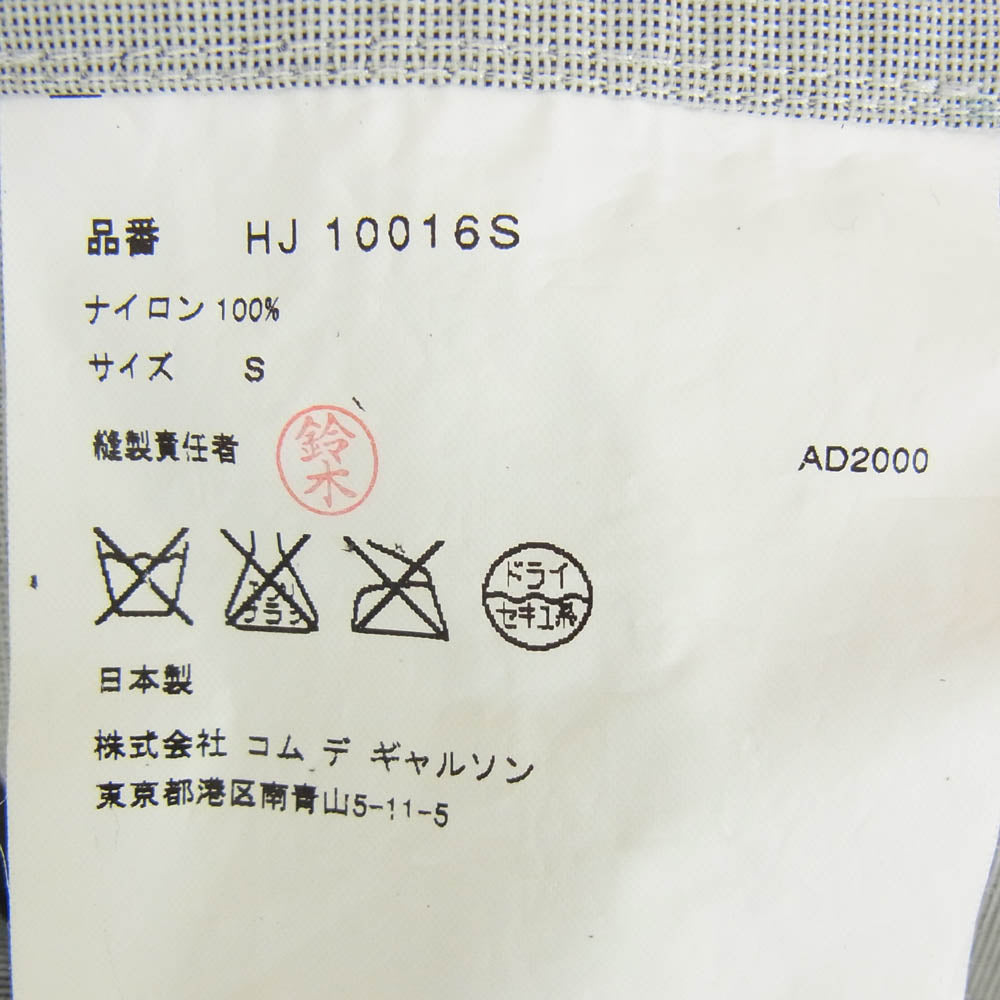 品番 HJ 10016S
ナイロン 100%
サイズ S
縫製責任者 鈴木 AD2000
ドライ
セキユ系
日本製
株式会社 コム デ ギャルソン
東京都港区南青山5-11-5